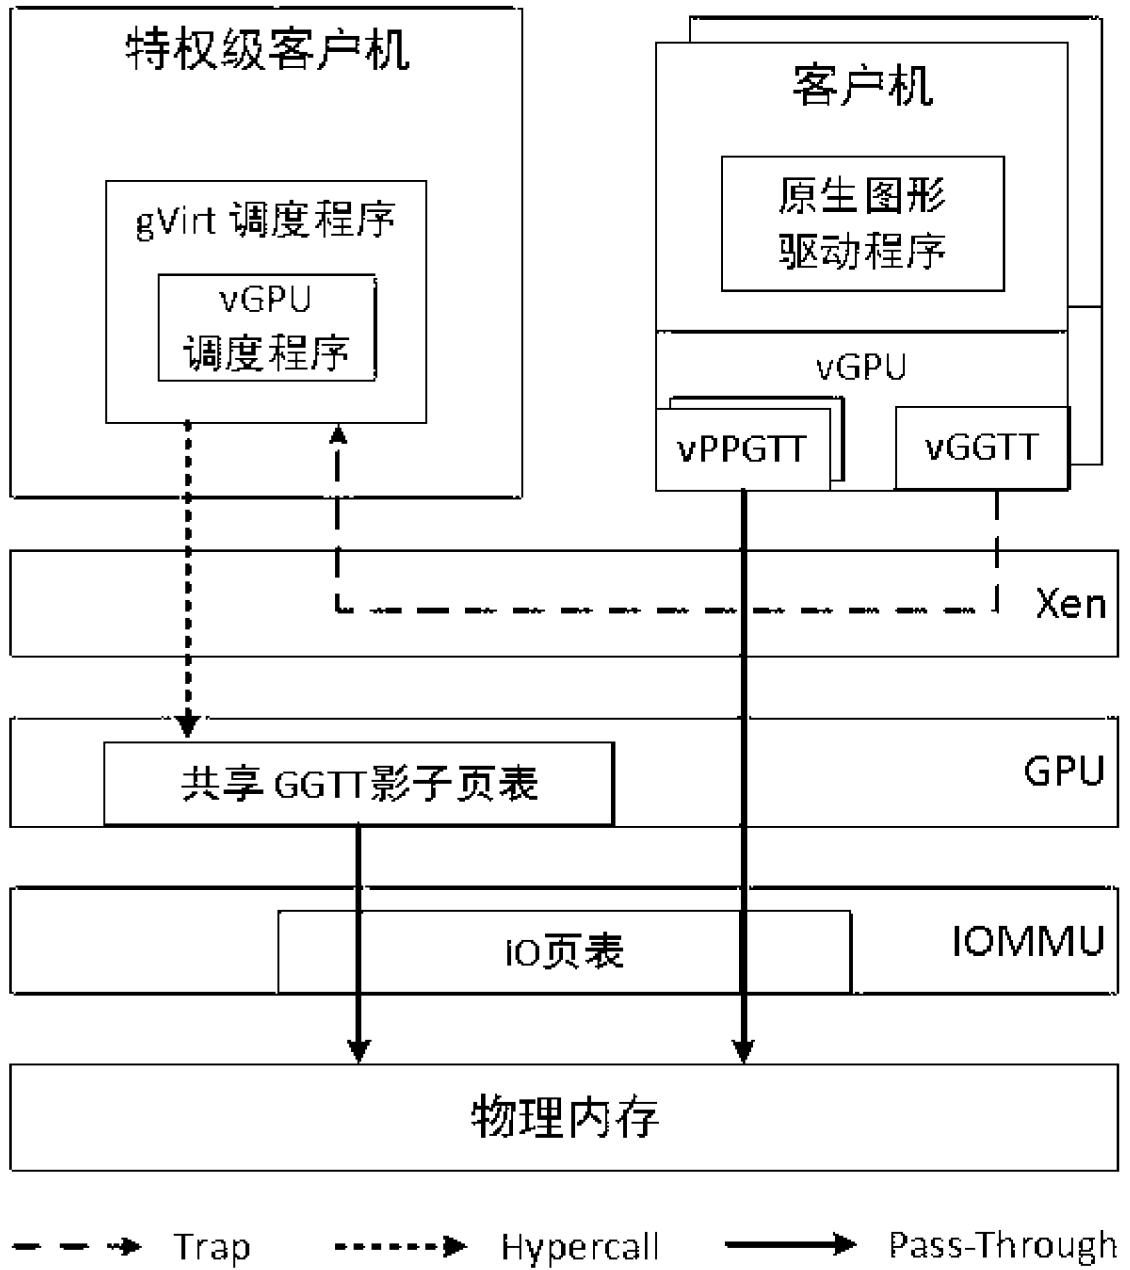 特权级客户机
gVirt 调度程序
vGPU
调度程序
客户机
原生图形
驱动程序
vGPU
vPPGTT
vGGTT
Xen
共享 GGTT影子页表
GPU
IO页表
IOMMU
物理内存
Trap
Hypercall
Pass-Through